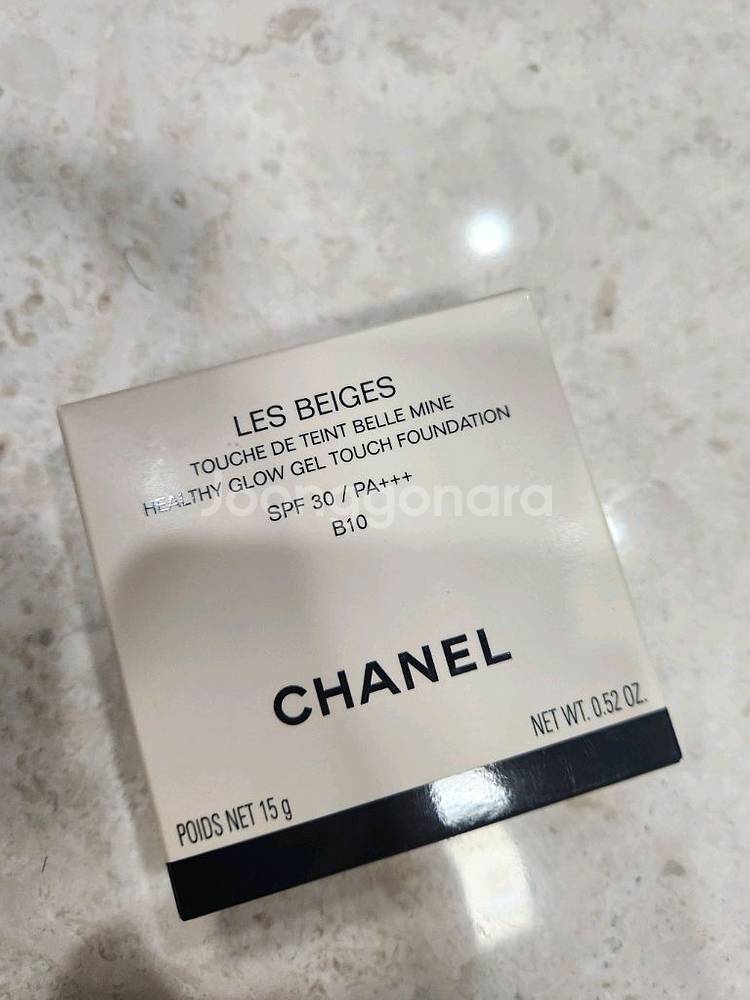 LES BEIGES
TOUCHE DE TEINT BELLE MINE
HEALTHY GLOW GEL TOUCH FOUNDATION
SPF 30 / PA+++
Joonggonara
B10
CHANEL
NET WT. 0.52 OZ.
POIDS NET 15 g